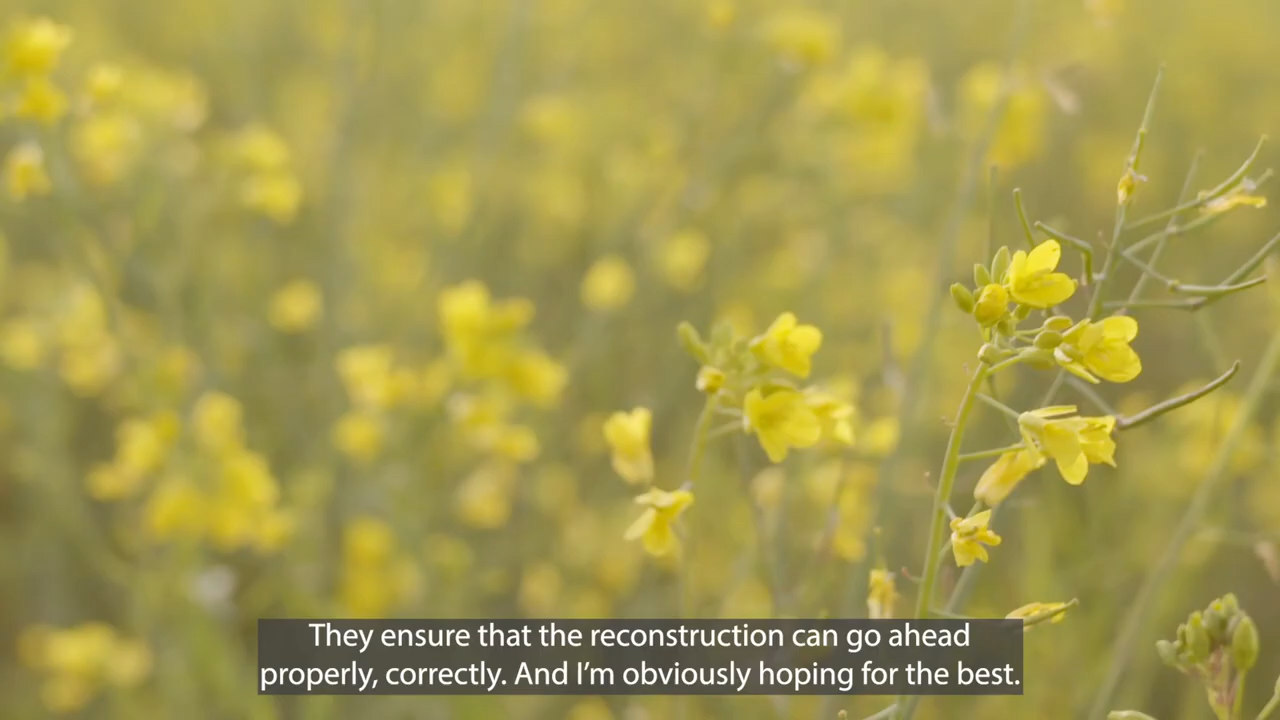 They ensure that the reconstruction can go ahead
properly, correctly. And I’m obviously hoping for the best.